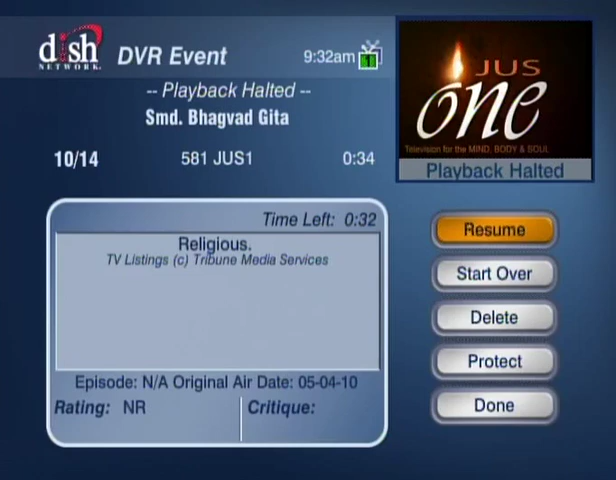 dish
NETWORK
DVR Event
9:32am
1
-- Playback Halted --
Smd. Bhagvad Gita
10/14 581 JUS1 0:34
JUS
one
Television for the MIND, BODY & SOUL
Playback Halted
Time Left: 0:32
Religious.
TV Listings (c) Tribune Media Services
Episode: N/A Original Air Date: 05-04-10
Rating: NR Critique:
Resume
Start Over
Delete
Protect
Done